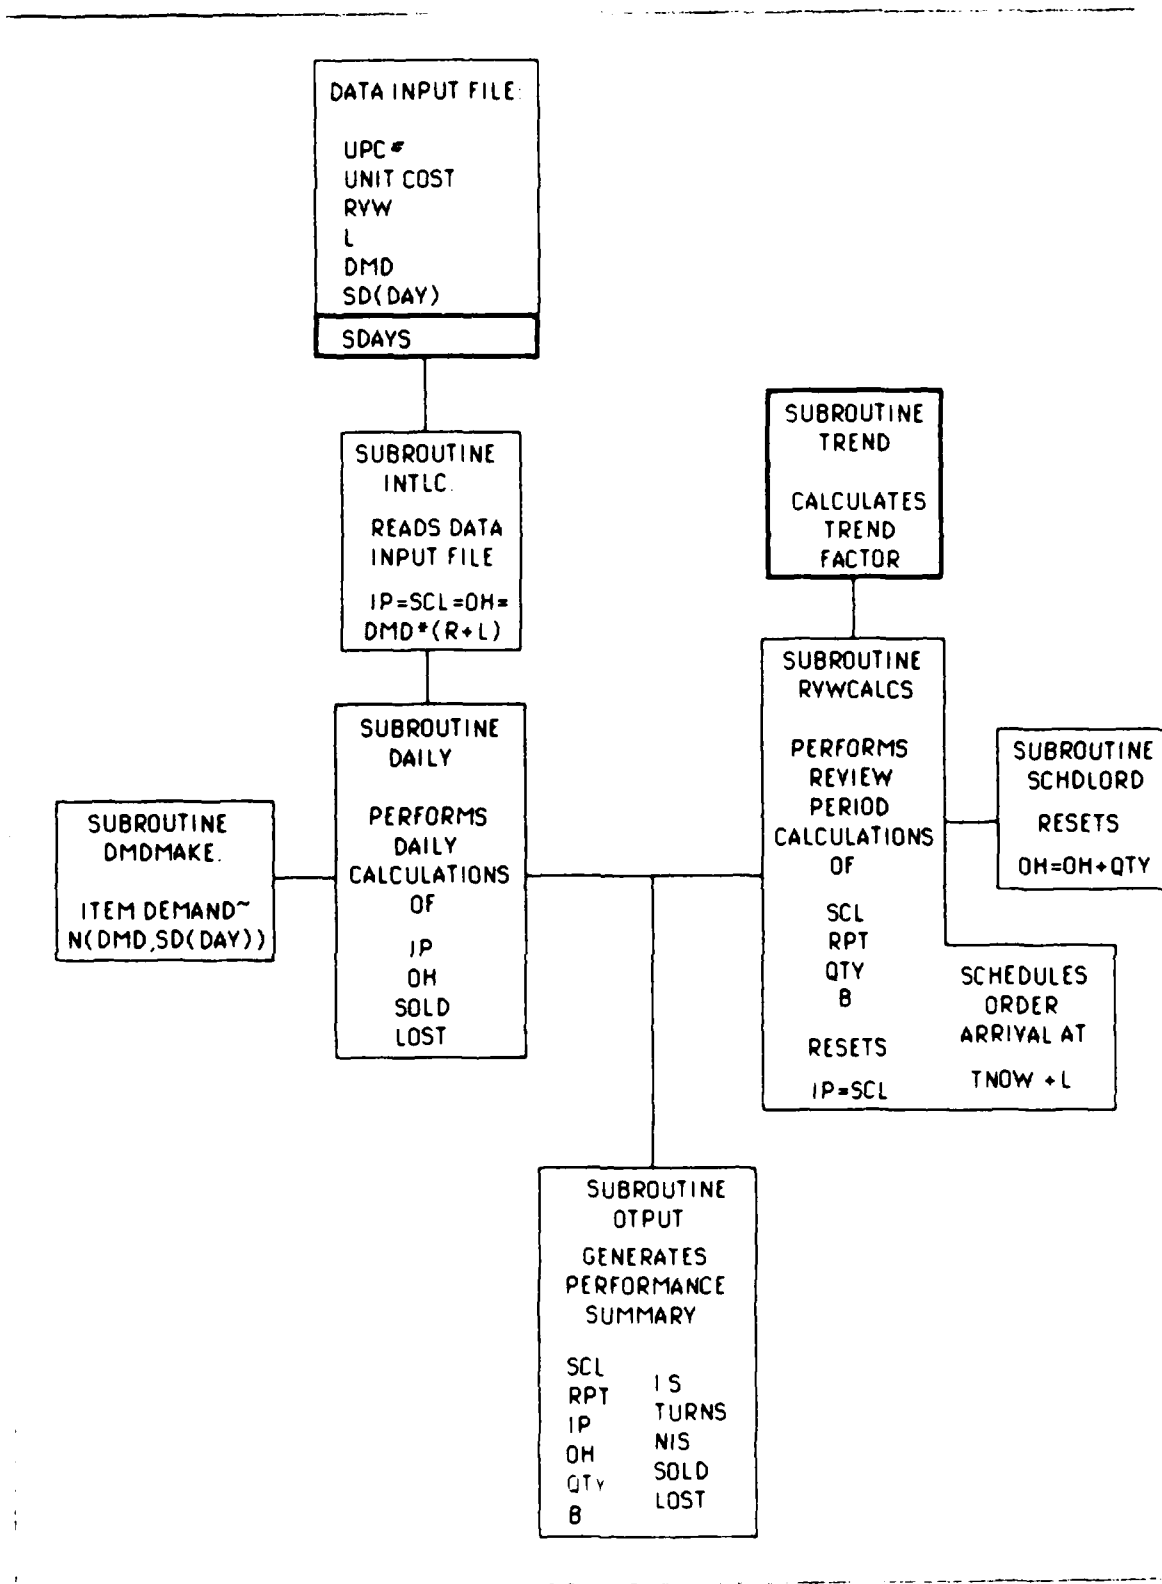 DATA INPUT FILE:
UPC#
UNIT COST
RVW
L
DMD
SD(DAY)
SDAYS
SUBROUTINE
INTLC.
READS DATA
INPUT FILE
IP=SCL=OH=
DMD*(R+L)
SUBROUTINE
TREND
CALCULATES
TREND
FACTOR
SUBROUTINE
DMDMAKE.
ITEM DEMAND~
N(DMD,SD(DAY))
SUBROUTINE
DAILY
PERFORMS
DAILY
CALCULATIONS
OF
IP
OH
SOLD
LOST
SUBROUTINE
RVWCALCS
PERFORMS
REVIEW
PERIOD
CALCULATIONS
OF
SCL
RPT
QTY
B
RESETS
IP=SCL
SUBROUTINE
SCHDLORD
RESETS
OH=OH+QTY
SCHEDULES
ORDER
ARRIVAL AT
TNOW +L
SUBROUTINE
OTPUT
GENERATES
PERFORMANCE
SUMMARY
SCL
RPT
IP
OH
QTY
B
IS
TURNS
NIS
SOLD
LOST